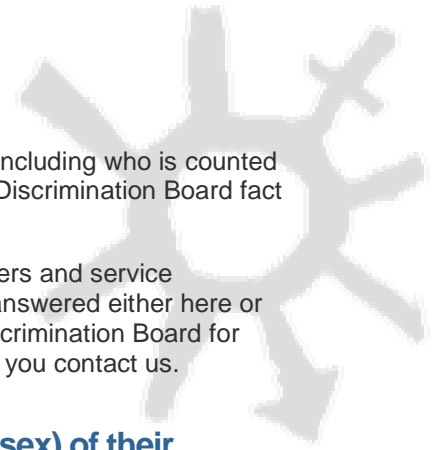 ncluding who is counted
Discrimination Board fact
ers and service
answered either here or
crimination Board for
you contact us.
sex) of their